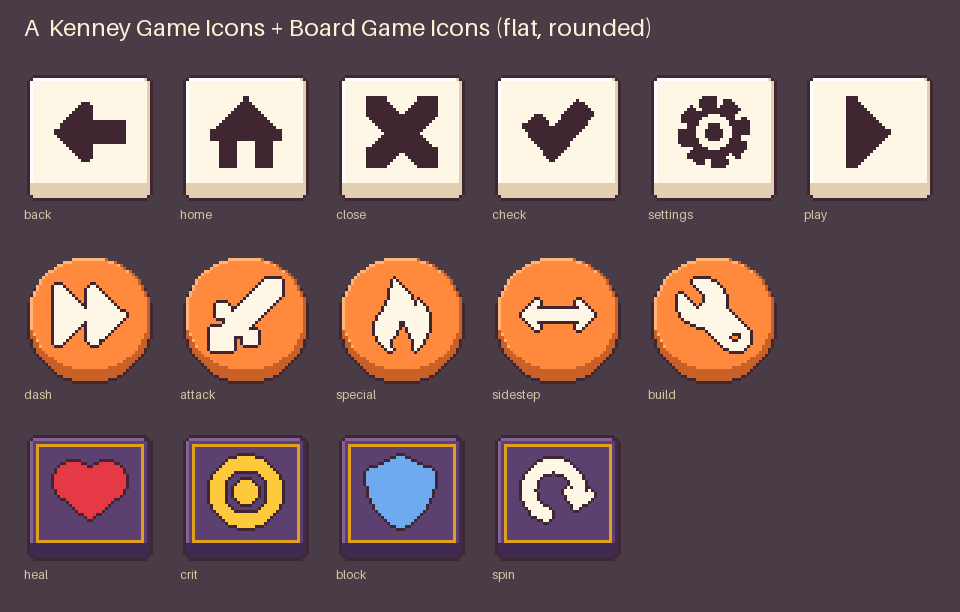 A Kenney Game Icons + Board Game Icons (flat, rounded)
back home close check settings play
dash attack special sidestep build
heal crit block spin